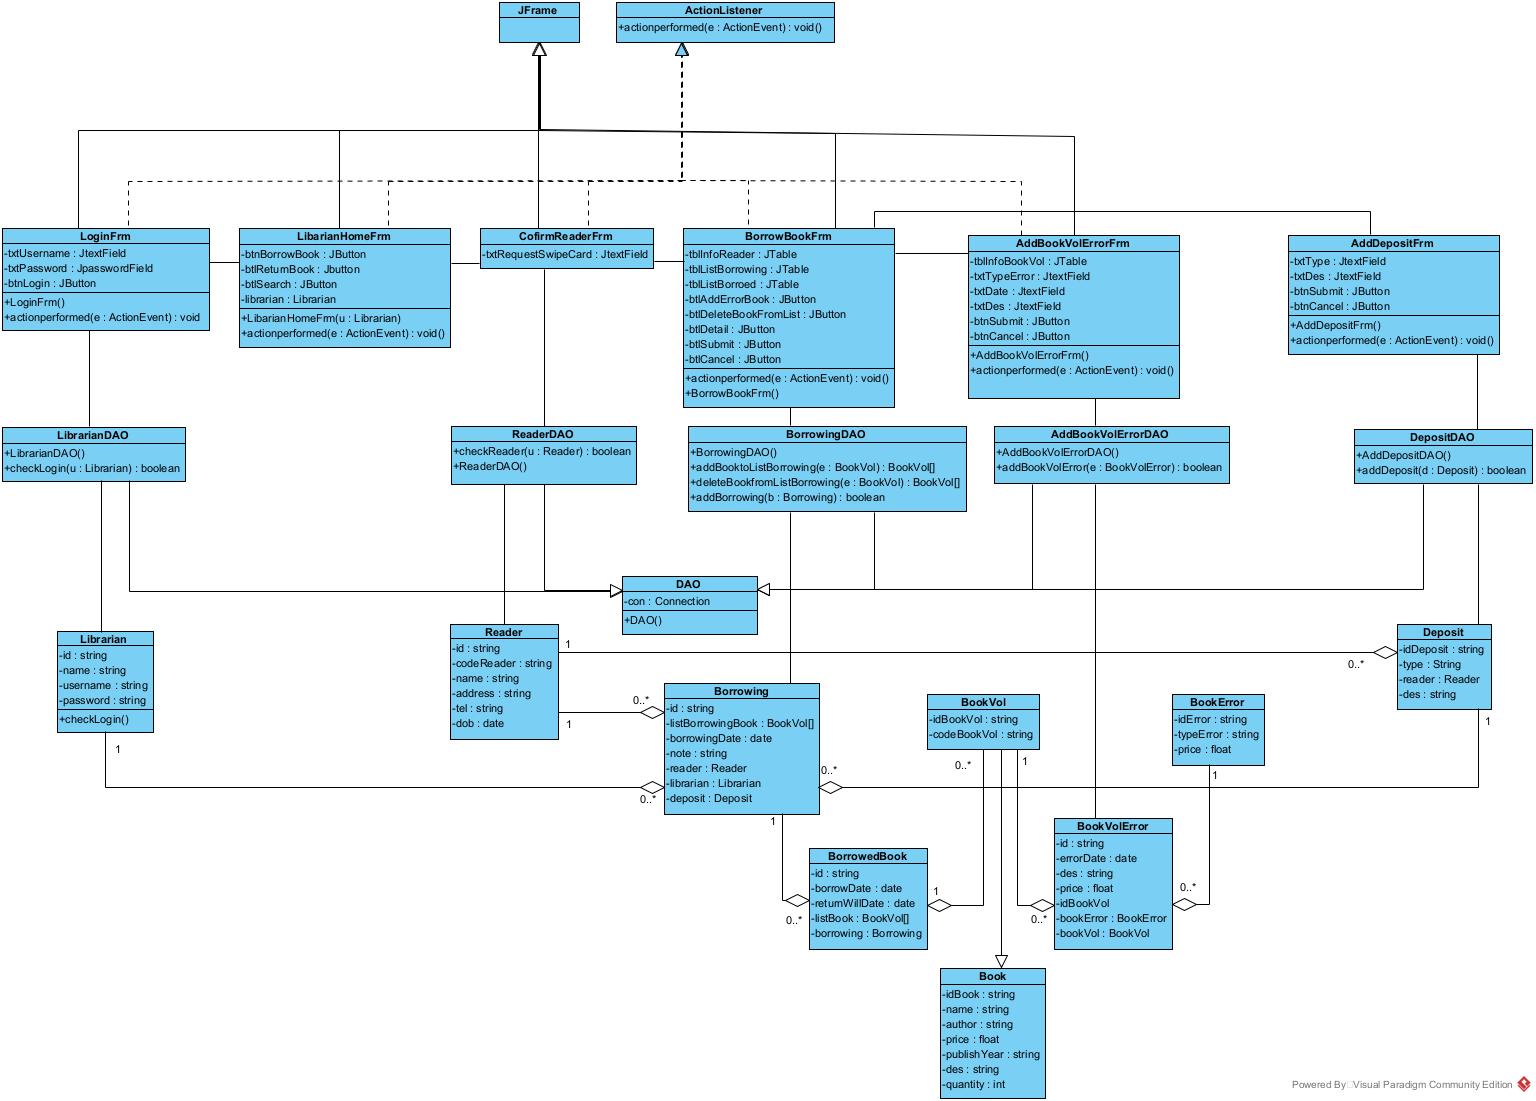 JFrame
ActionListener
+actionperformed(e : ActionEvent) : void()
LoginFrm
-txtUsername : JtextField
-txtPassword : JpasswordField
-btnLogin : JButton
+LoginFrm()
+actionperformed(e : ActionEvent) : void
LibarianHomeFrm
-btnBorrowBook : JButton
-btlReturnBook : Jbutton
-btlSearch : JButton
-librarian : Librarian
+LibarianHomeFrm(u : Librarian)
+actionperformed(e : ActionEvent) : void()
CofirmReaderFrm
-txtRequestSwipeCard : JtextField
BorrowBookFrm
-tblInfoReader : JTable
-tblListBorrowing : JTable
-tblListBorroed : JTable
-btlAddErrorBook : JButton
-btlDeleteBookFromList : JButton
-btlDetail : JButton
-btlSubmit : JButton
-btlCancel : JButton
+actionperformed(e : ActionEvent) : void()
+BorrowBookFrm()
AddBookVolErrorFrm
-tblInfoBookVol : JTable
-txtTypeError : JtextField
-txtDate : JtextField
-txtDes : JtextField
-btnSubmit : JButton
-btnCancel : JButton
+AddBookVolErrorFrm()
+actionperformed(e : ActionEvent) : void()
AddDepositFrm
-txtType : JtextField
-txtDes : JtextField
-btnSubmit : JButton
-btnCancel : JButton
+AddDepositFrm()
+actionperformed(e : ActionEvent) : void()
LibrarianDAO
+LibrarianDAO()
+checkLogin(u : Librarian) : boolean
ReaderDAO
+checkReader(u : Reader) : boolean
+ReaderDAO()
BorrowingDAO
+BorrowingDAO()
+addBooktoListBorrowing(e : BookVol) : BookVol[]
+deleteBookfromListBorrowing(e : BookVol) : BookVol[]
+addBorrowing(b : Borrowing) : boolean
AddBookVolErrorDAO
+AddBookVolErrorDAO()
+addBookVolError(e : BookVolError) : boolean
DepositDAO
+AddDepositDAO()
+addDeposit(d : Deposit) : boolean
DAO
-con : Connection
+DAO()
Librarian
-id : string
-name : string
-username : string
-password : string
+checkLogin()
1
Reader
-id : string
-codeReader : string
-name : string
-address : string
-tel : string
-dob : date
1
0..*
0..*
1
0..*
Borrowing
-id : string
-listBorrowingBook : BookVol[]
-borrowingDate : date
-note : string
-reader : Reader
-librarian : Librarian
-deposit : Deposit
0..*
1
BookVol
-idBookVol : string
-codeBookVol : string
0..*
1
BookError
-idError : string
-typeError : string
-price : float
1
Deposit
-idDeposit : string
-type : String
-reader : Reader
-des : string
1
BorrowedBook
-id : string
-borrowDate : date
-returnWillDate : date
-listBook : BookVol[]
-borrowing : Borrowing
0..*
1
BookVolError
-id : string
-errorDate : date
-des : string
-price : float
-idBookVol
-bookError : BookError
-bookVol : BookVol
0..*
0..*
Book
-idBook : string
-name : string
-author : string
-price : float
-publishYear : string
-des : string
-quantity : int
Powered By Visual Paradigm Community Edition